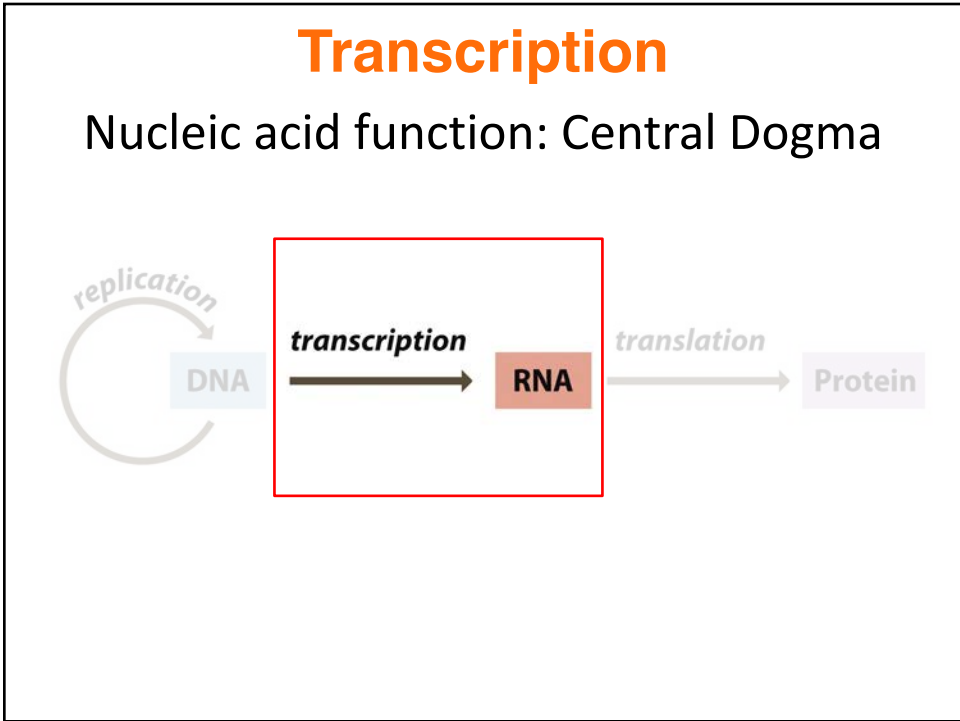 Transcription
Nucleic acid function: Central Dogma
replication
transcription
translation
DNA
RNA
Protein